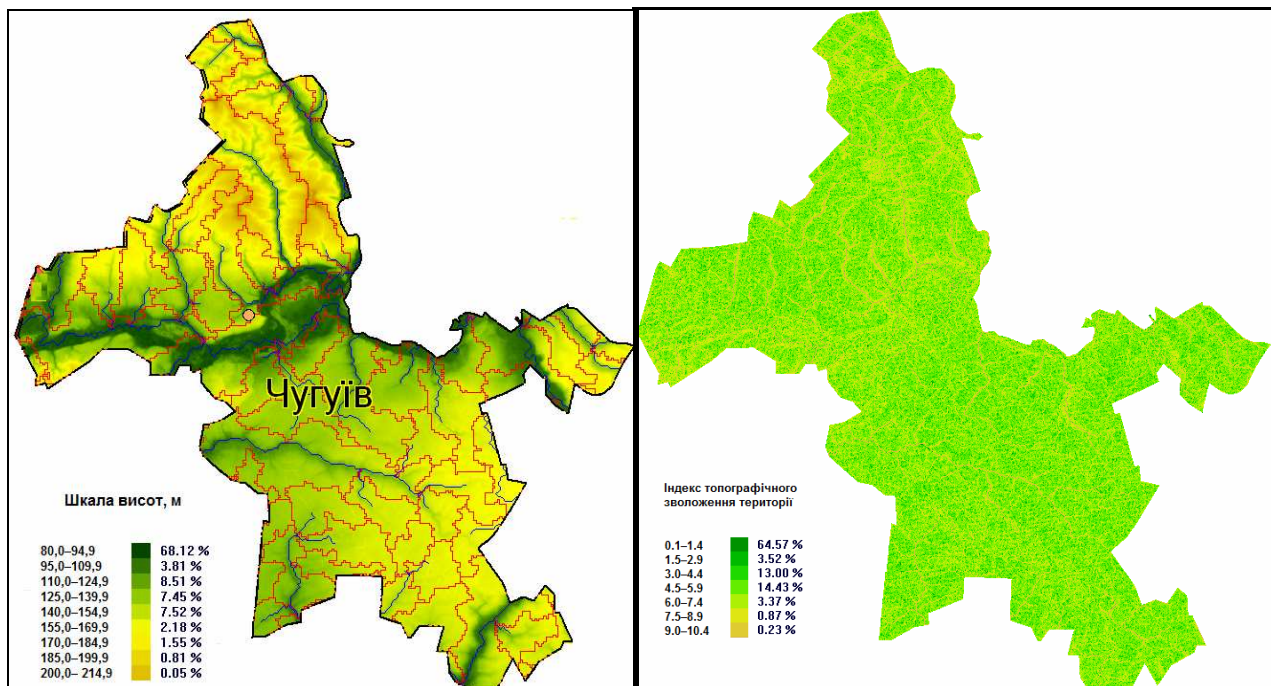 Чугуїв
Шкала висот, м
80,0–94,9 68.12 %
95,0–109,9 3.81 %
110,0–124,9 8.51 %
125,0–139,9 7.45 %
140,0–154,9 7.52 %
155,0–169,9 2.18 %
170,0–184,9 1.55 %
185,0–199,9 0.81 %
200,0– 214,9 0.05 %
Індекс топографічного
зволоження території
0.1–1.4 64.57 %
1.5–2.9 3.52 %
3.0–4.4 13.00 %
4.5–5.9 14.43 %
6.0–7.4 3.37 %
7.5–8.9 0.87 %
9.0–10.4 0.23 %